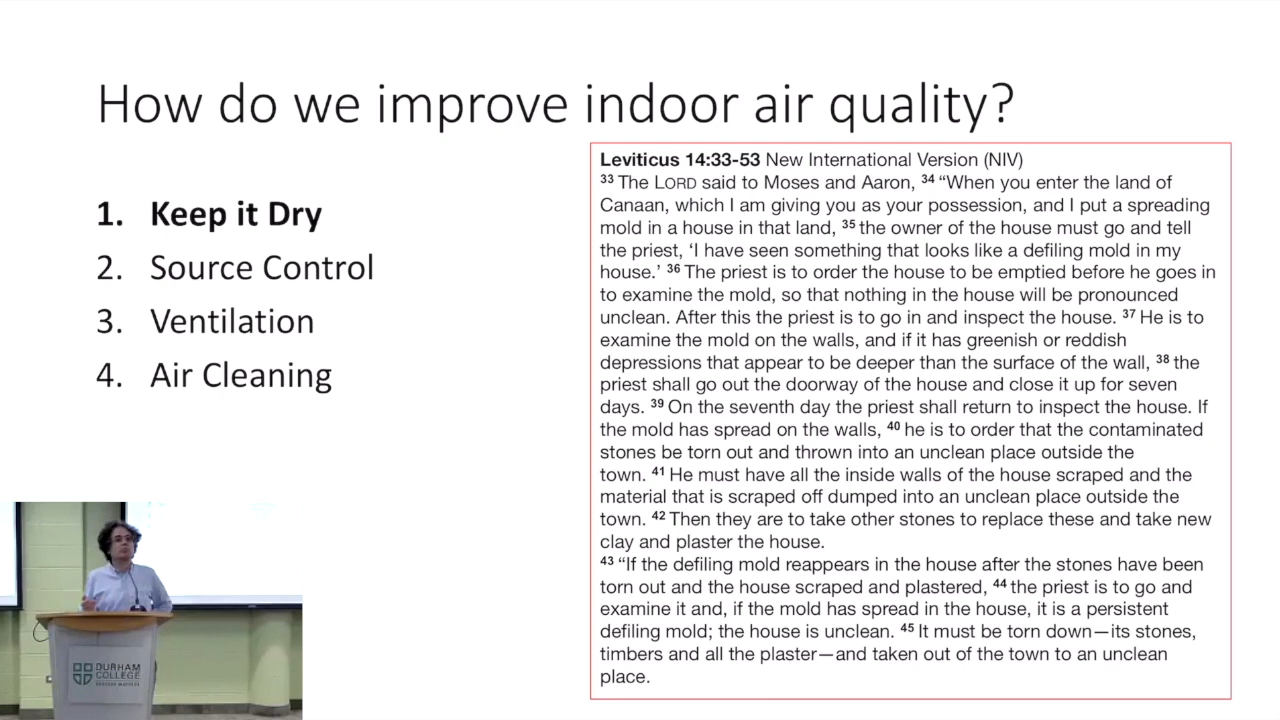 How do we improve indoor air quality?
1. Keep it Dry
2. Source Control
3. Ventilation
4. Air Cleaning
Leviticus 14:33-53 New International Version (NIV)
33 The LORD said to Moses and Aaron, 34 “When you enter the land of
Canaan, which I am giving you as your possession, and I put a spreading
mold in a house in that land, 35 the owner of the house must go and tell
the priest, ‘I have seen something that looks like a defiling mold in my
house.’ 36 The priest is to order the house to be emptied before he goes in
to examine the mold, so that nothing in the house will be pronounced
unclean. After this the priest is to go in and inspect the house. 37 He is to
examine the mold on the walls, and if it has greenish or reddish
depressions that appear to be deeper than the surface of the wall, 38 the
priest shall go out the doorway of the house and close it up for seven
days. 39 On the seventh day the priest shall return to inspect the house. If
the mold has spread on the walls, 40 he is to order that the contaminated
stones be torn out and thrown into an unclean place outside the
town. 41 He must have all the inside walls of the house scraped and the
material that is scraped off dumped into an unclean place outside the
town. 42 Then they are to take other stones to replace these and take new
clay and plaster the house.
43 “If the defiling mold reappears in the house after the stones have been
torn out and the house scraped and plastered, 44 the priest is to go and
examine it and, if the mold has spread in the house, it is a persistent
defiling mold; the house is unclean. 45 It must be torn down—its stones,
timbers and all the plaster—and taken out of the town to an unclean
place.
DURHAM
COLLEGE